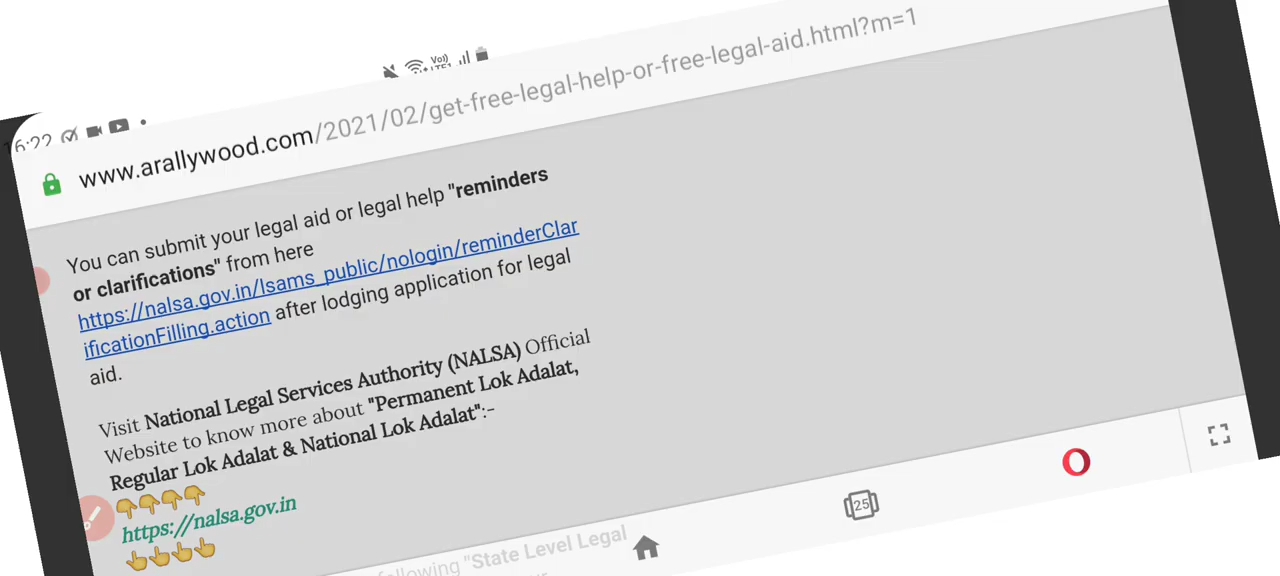 16:22
www.arallywood.com/2021/02/get-free-legal-help-or-free-legal-aid.html?m=1
You can submit your legal aid or legal help "reminders
or clarifications" from here
https://nalsa.gov.in/lsams_public/nologin/reminderClar
ificationFilling.action after lodging application for legal
aid.
Visit National Legal Services Authority (NALSA) Official
Website to know more about "Permanent Lok Adalat,
Regular Lok Adalat & National Lok Adalat":-
👇👇👇👇
https://nalsa.gov.in
👆👆👆👆
following "State Level Legal
25